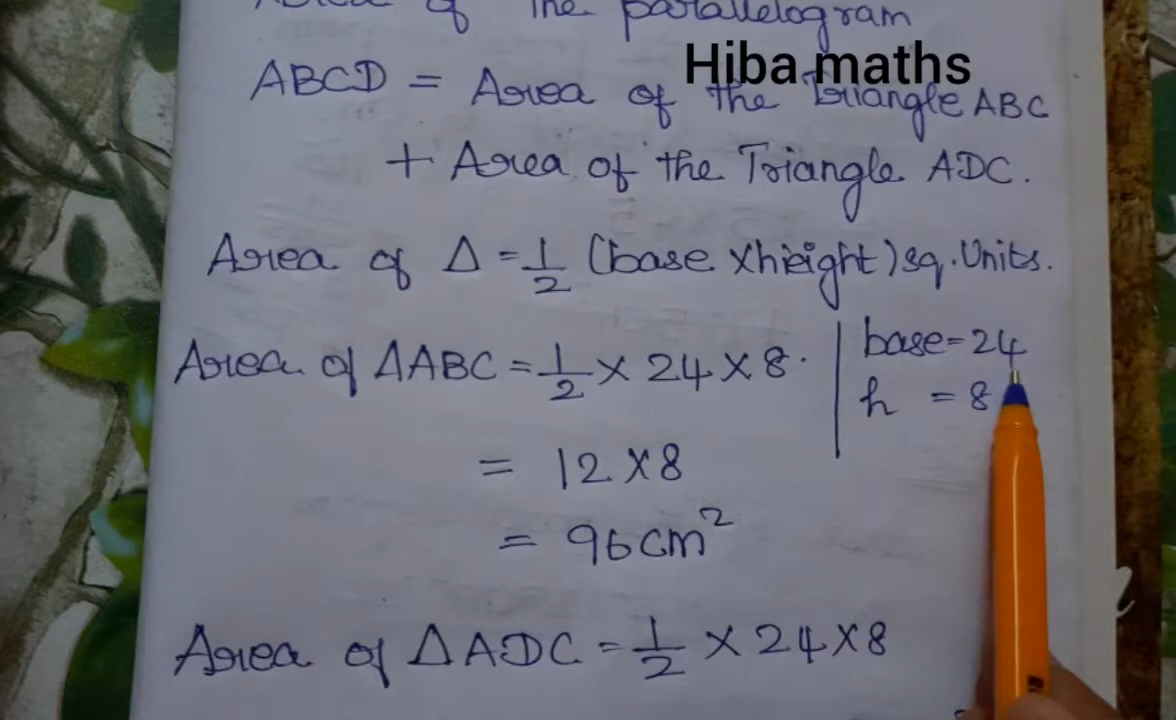 Area of the parallelogram
Hiba maths
ABCD = Area of the Triangle ABC
+ Area of the Triangle ADC.
Area of Δ = 1/2 (base × height) sq. Units.
Area of ΔABC = 1/2 × 24 × 8.
base = 24
h = 8
= 12 × 8
= 96 cm²
Area of ΔADC = 1/2 × 24 × 8